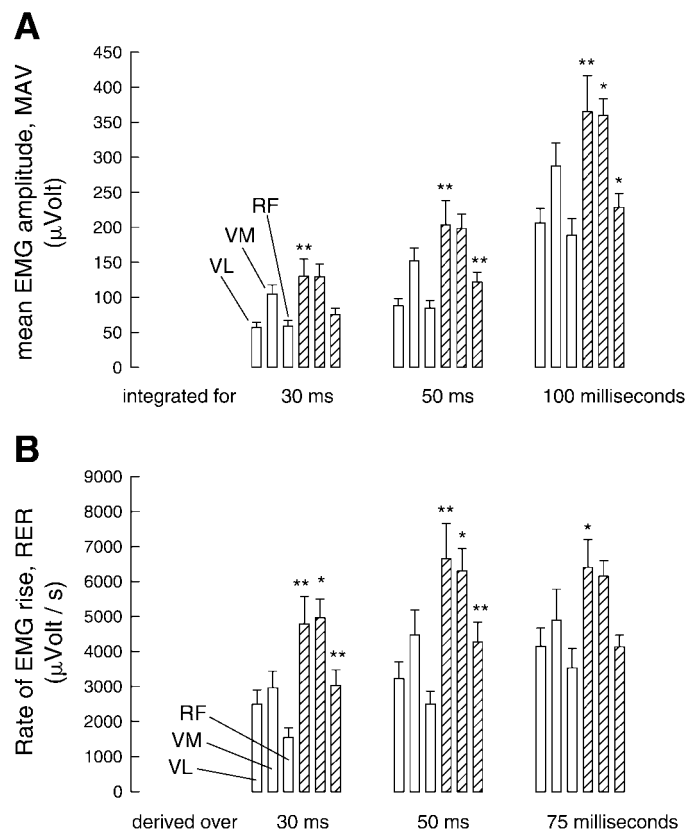 A
mean EMG amplitude, MAV
(μVolt)
450
400
350
300
250
200
150
100
50
0
VL
VM
RF
**
**
**
**
*
*
integrated for 30 ms 50 ms 100 milliseconds
B
Rate of EMG rise, RER
(μVolt / s)
9000
8000
7000
6000
5000
4000
3000
2000
1000
0
RF
VM
VL
**
*
**
**
*
**
*
derived over 30 ms 50 ms 75 milliseconds